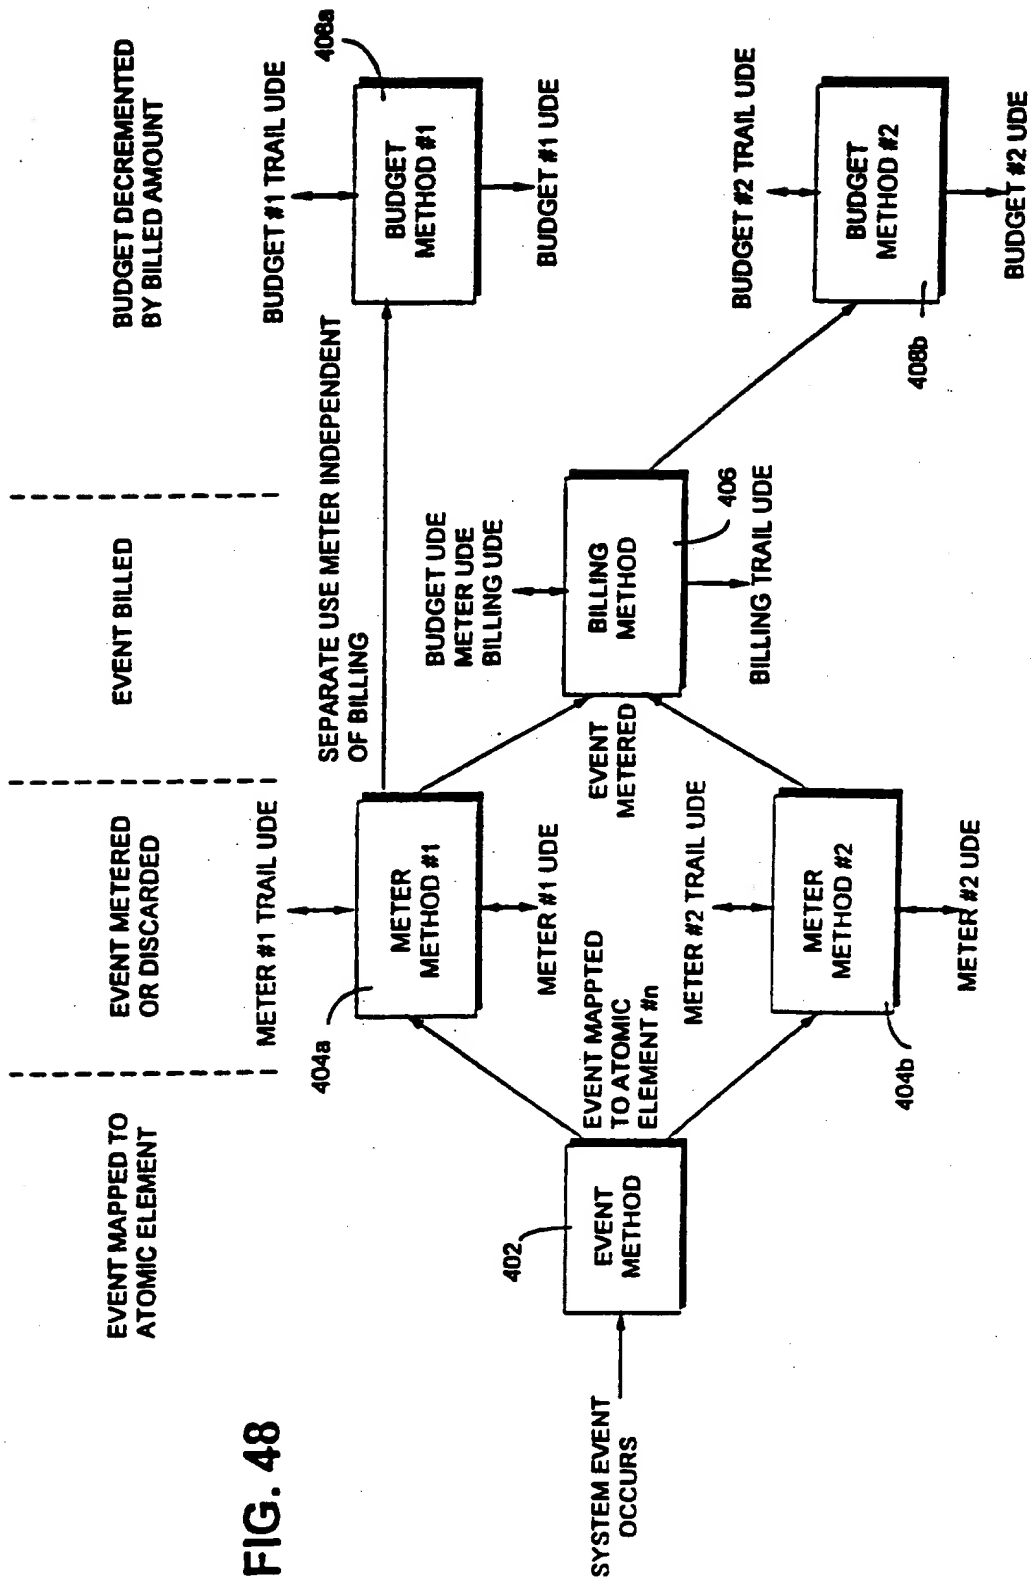 FIG. 48
EVENT MAPPED TO
ATOMIC ELEMENT
EVENT METERED
OR DISCARDED
EVENT BILLED
BUDGET DECREMENTED
BY BILLED AMOUNT
SYSTEM EVENT
OCCURS
402
EVENT
METHOD
EVENT MAPPTED
TO ATOMIC
ELEMENT #n
METER #1 TRAIL UDE
404a
METER
METHOD #1
METER #1 UDE
METER #2 TRAIL UDE
METER
METHOD #2
404b
METER #2 UDE
SEPARATE USE METER INDEPENDENT
OF BILLING
EVENT
METERED
BUDGET UDE
METER UDE
BILLING UDE
BILLING
METHOD
406
BILLING TRAIL UDE
BUDGET #1 TRAIL UDE
408a
BUDGET
METHOD #1
BUDGET #1 UDE
BUDGET #2 TRAIL UDE
BUDGET
METHOD #2
408b
BUDGET #2 UDE